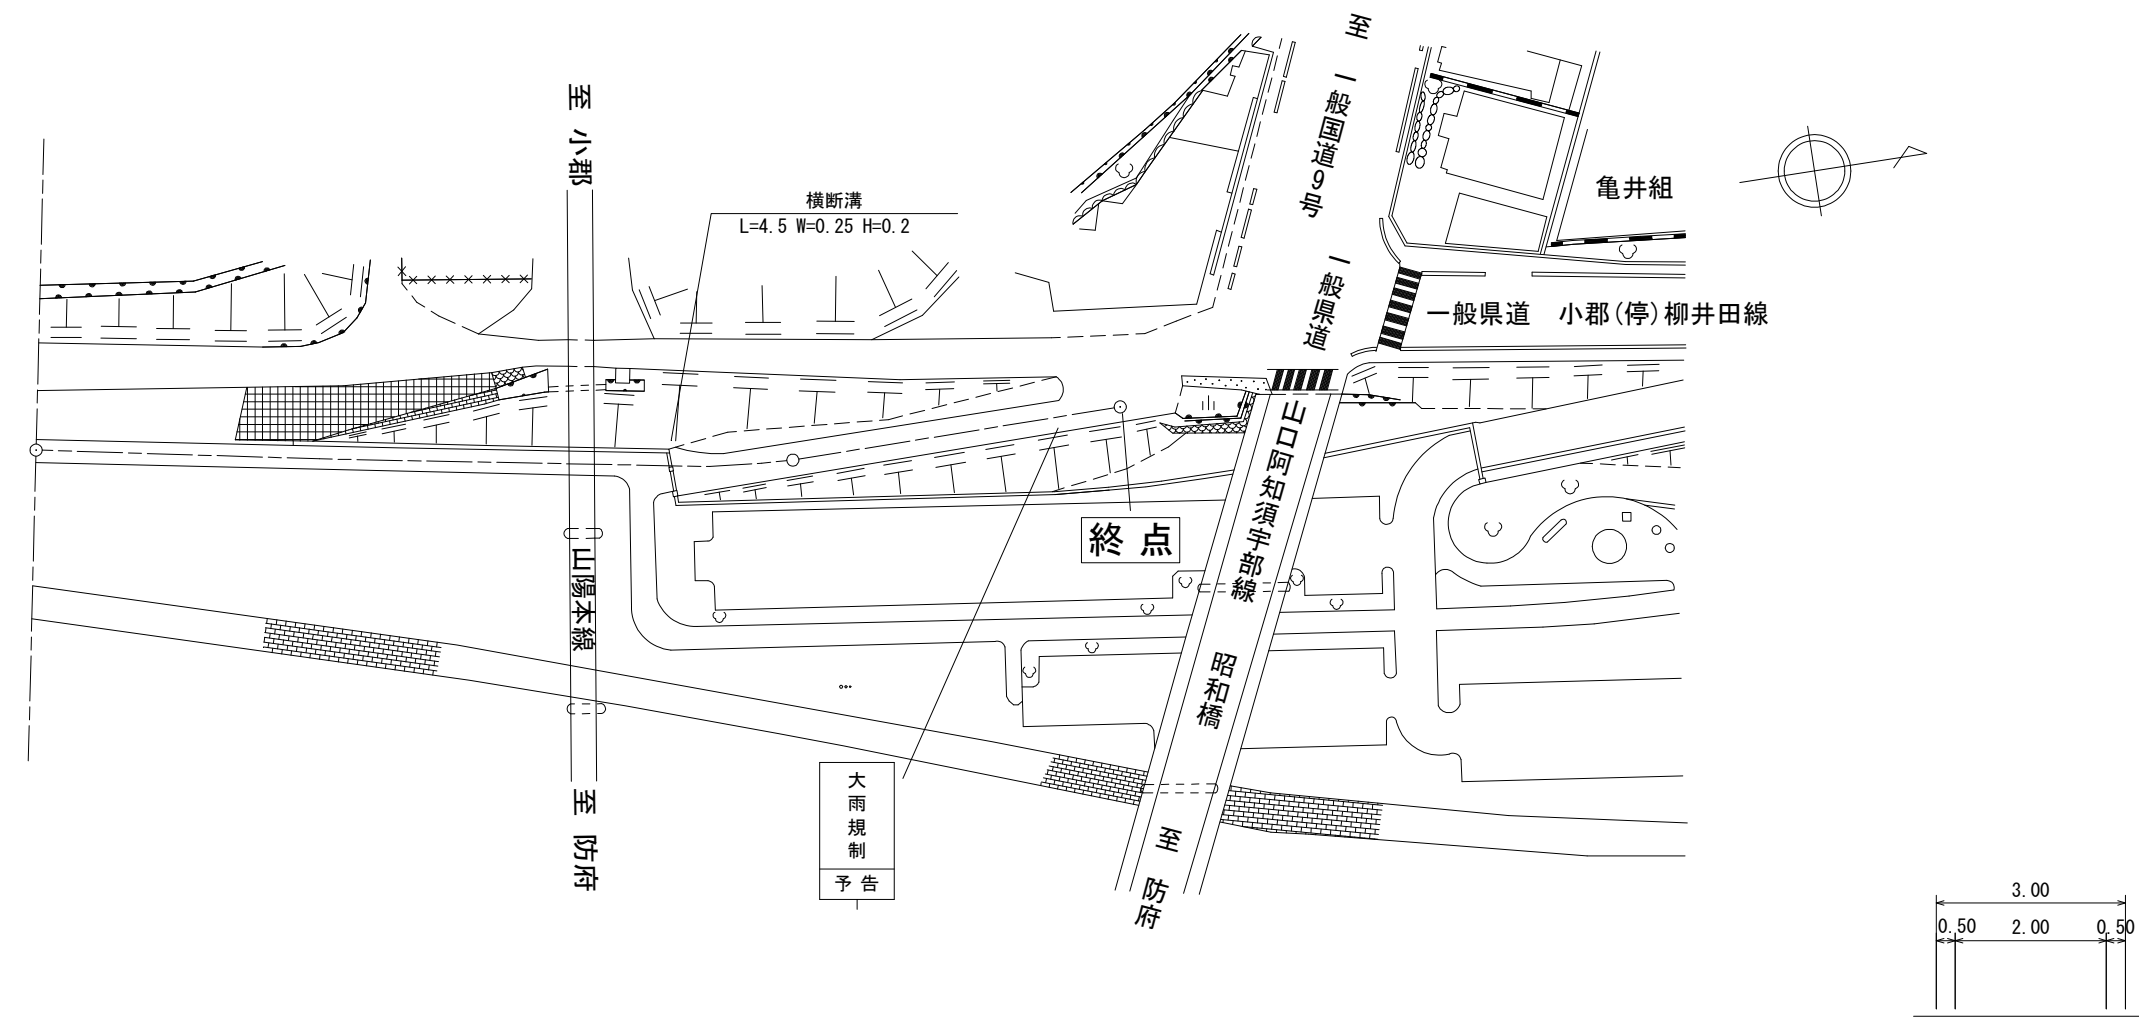 至 一般国道9号
至 小郡
横断溝
L=4.5 W=0.25 H=0.2
亀井組
一般県道
一般県道 小郡(停)柳井田線
山口阿知須宇部線
終点
山陽本線
昭和橋
大雨規制
予告
至 防府
至 防府
3.00
0.50 2.00 0.50